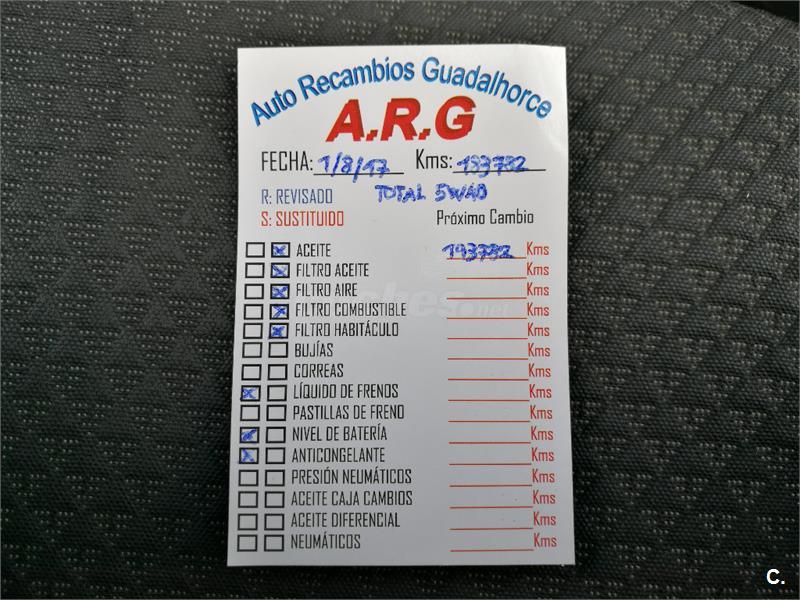 Auto Recambios Guadalhorce
A.R.G
FECHA: 1/8/17 Kms: 183782
R: REVISADO TOTAL 5W40
S: SUSTITUIDO Próximo Cambio
ACEITE 193782 Kms
FILTRO ACEITE Kms
FILTRO AIRE Kms
FILTRO COMBUSTIBLE Kms
FILTRO HABITÁCULO Kms
BUJÍAS Kms
CORREAS Kms
LÍQUIDO DE FRENOS Kms
PASTILLAS DE FRENO Kms
NIVEL DE BATERÍA Kms
ANTICONGELANTE Kms
PRESIÓN NEUMÁTICOS Kms
ACEITE CAJA CAMBIOS Kms
ACEITE DIFERENCIAL Kms
NEUMÁTICOS Kms
C.